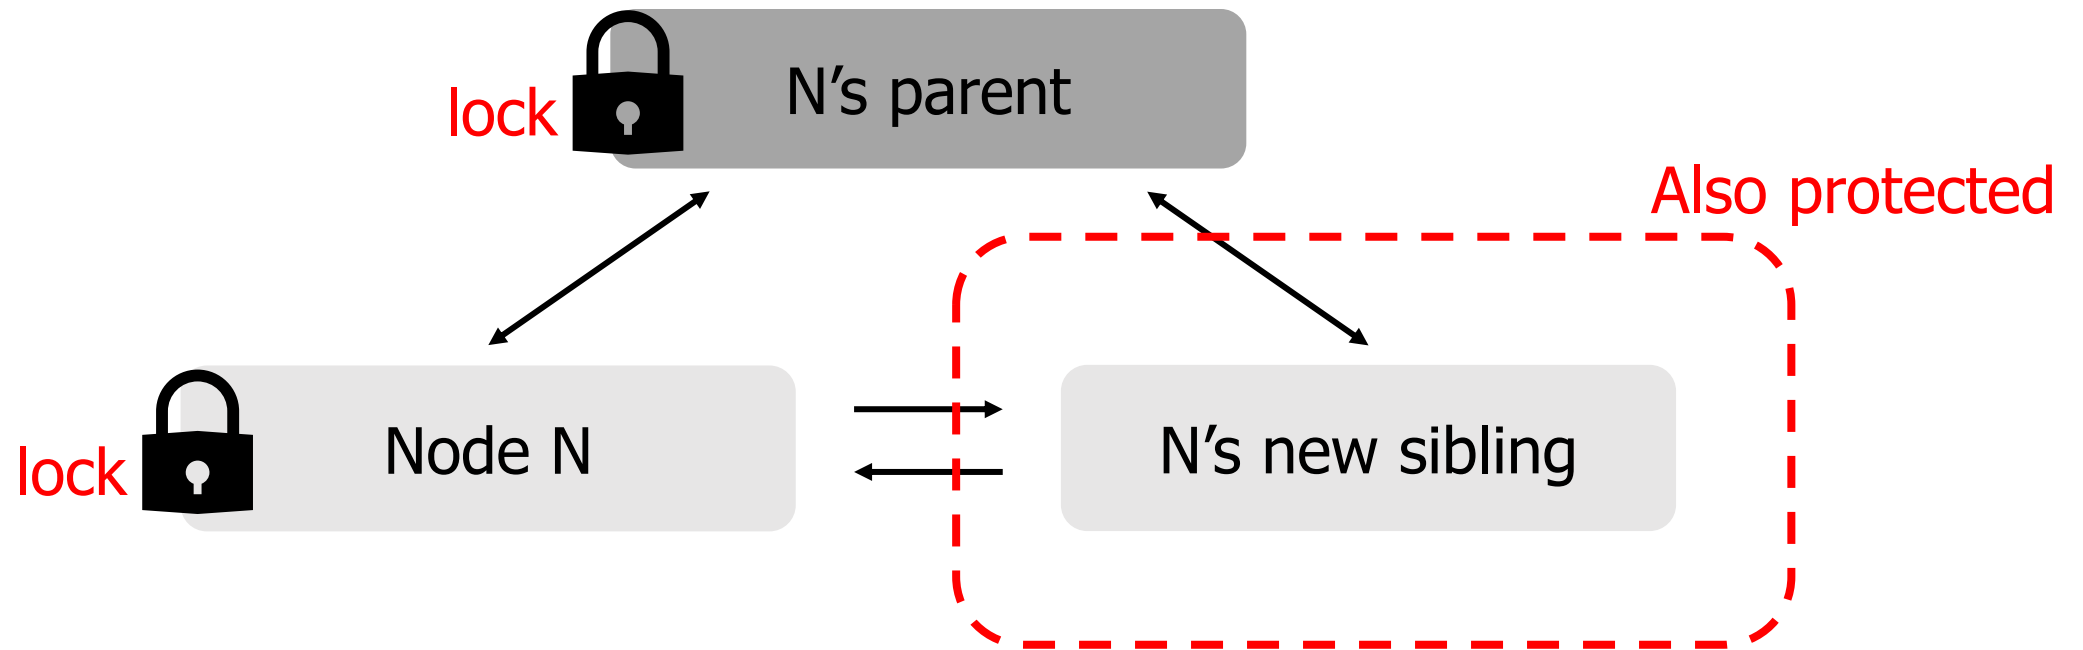 N’s parent
lock
Also protected
Node N
N’s new sibling
lock